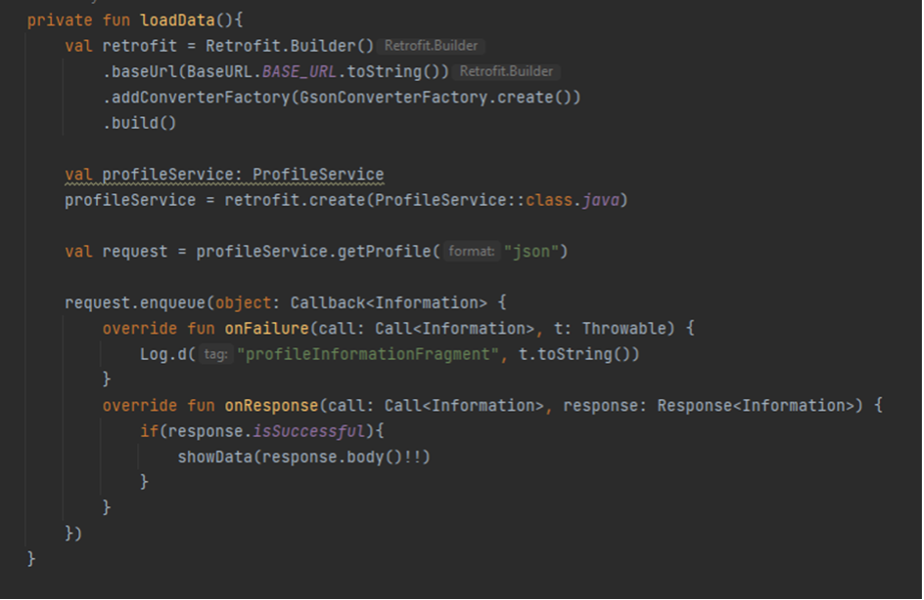 private fun loadData(){
    val retrofit = Retrofit.Builder() Retrofit.Builder
        .baseUrl(BaseURL.BASE_URL.toString()) Retrofit.Builder
        .addConverterFactory(GsonConverterFactory.create())
        .build()
    val profileService: ProfileService
    profileService = retrofit.create(ProfileService::class.java)
    val request = profileService.getProfile( format: "json")
    request.enqueue(object: Callback<Information> {
        override fun onFailure(call: Call<Information>, t: Throwable) {
            Log.d( tag: "profileInformationFragment", t.toString())
        }
        override fun onResponse(call: Call<Information>, response: Response<Information>) {
            if(response.isSuccessful){
                showData(response.body()!!)
            }
        }
    })
}